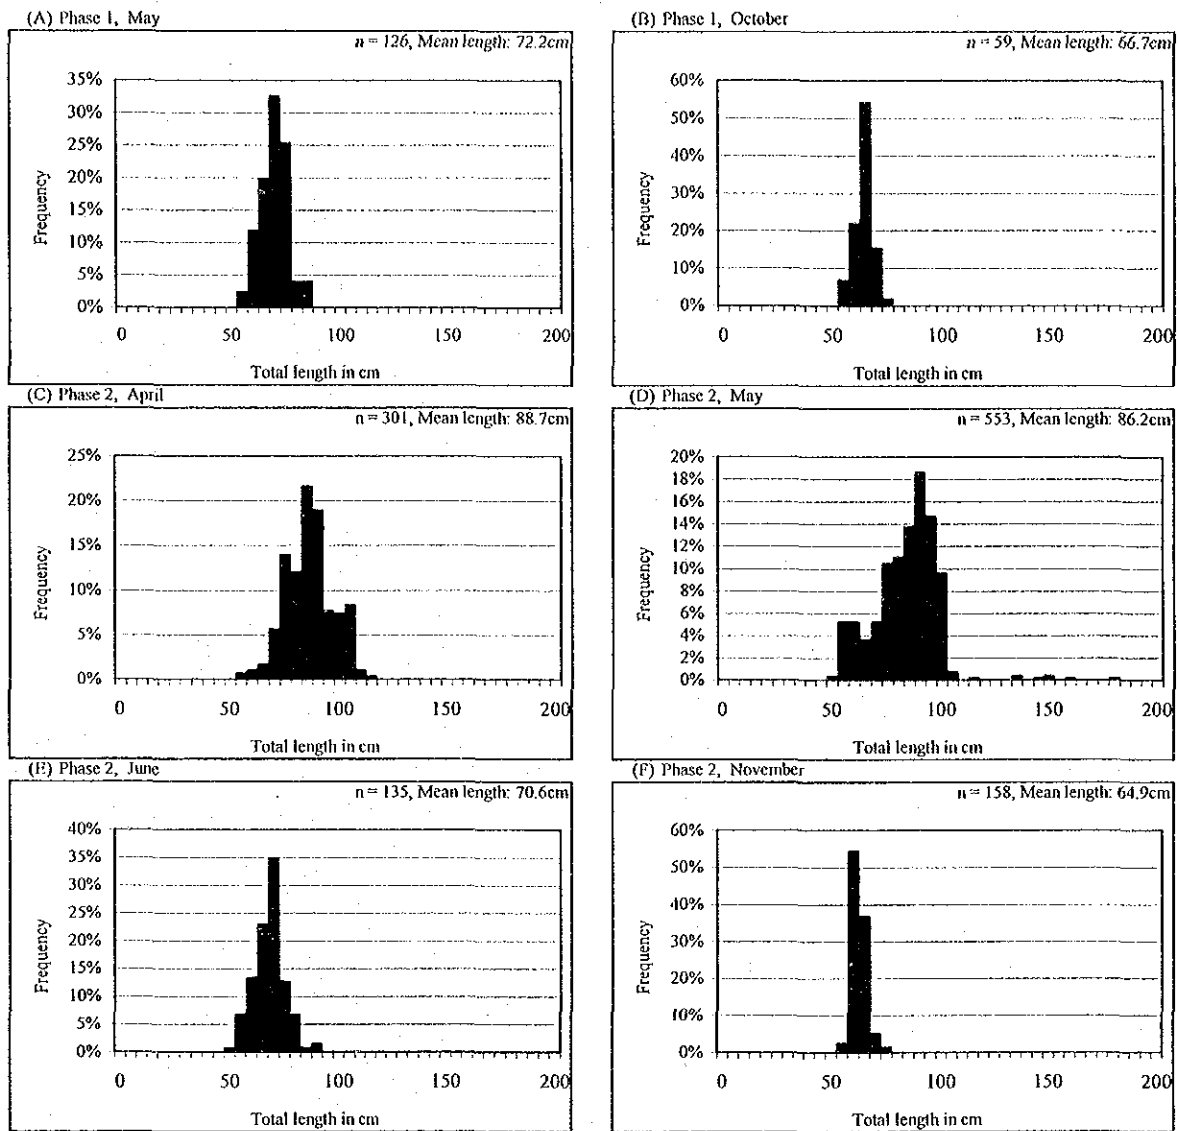 (A) Phase 1, May
n = 126, Mean length: 72.2cm
35%
30%
25%
20%
15%
10%
5%
0%
Frequency
0 50 100 150 200
Total length in cm
(B) Phase 1, October
n = 59, Mean length: 66.7cm
60%
50%
40%
30%
20%
10%
0%
Frequency
0 50 100 150 200
Total length in cm
(C) Phase 2, April
n = 301, Mean length: 88.7cm
25%
20%
15%
10%
5%
0%
Frequency
0 50 100 150 200
Total length in cm
(D) Phase 2, May
n = 553, Mean length: 86.2cm
20%
18%
16%
14%
12%
10%
8%
6%
4%
2%
0%
Frequency
0 50 100 150 200
Total length in cm
(E) Phase 2, June
n = 135, Mean length: 70.6cm
40%
35%
30%
25%
20%
15%
10%
5%
0%
Frequency
0 50 100 150 200
Total length in cm
(F) Phase 2, November
n = 158, Mean length: 64.9cm
60%
50%
40%
30%
20%
10%
0%
Frequency
0 50 100 150 200
Total length in cm